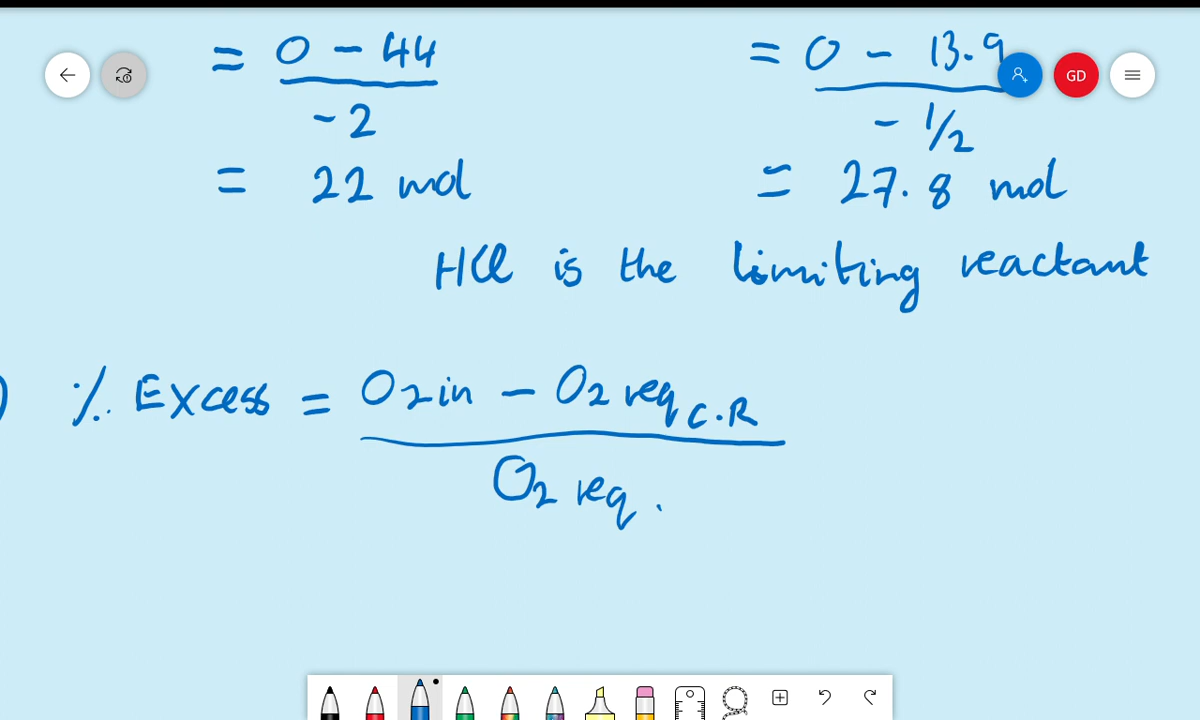 = 0 - 44 = 0 - 13.9
-2 - 1/2
GD
= 22 mol = 27.8 mol
HCl is the limiting reactant
) % Excess = O2 in - O2 req C.R
O2 req.